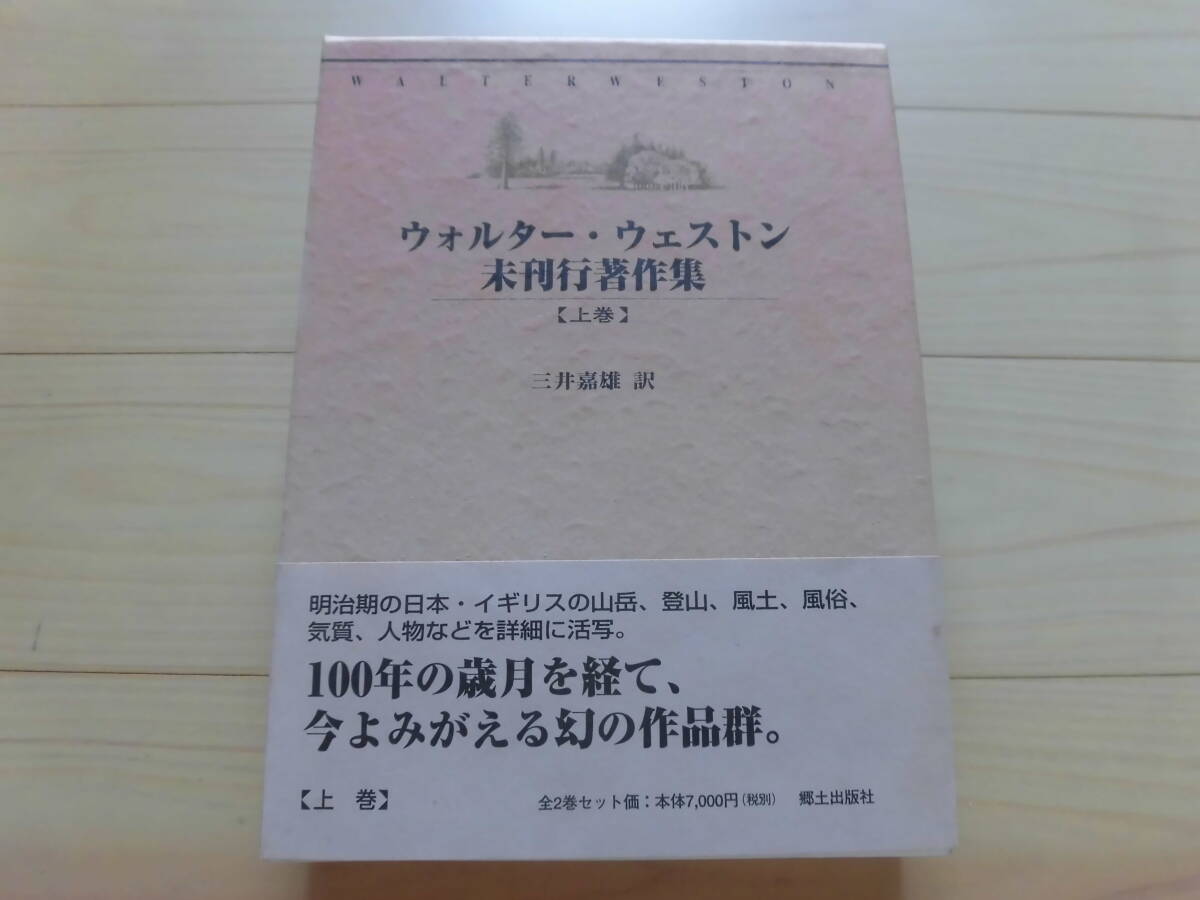 WALTER WESTON
ウォルター・ウェストン
未刊行著作集
【上巻】
三井嘉雄 訳
明治期の日本・イギリスの山岳、登山、風土、風俗、
気質、人物などを詳細に活写。
100年の歳月を経て、
今よみがえる幻の作品群。
【上 巻】 全2巻セット価：本体7,000円（税別） 郷土出版社